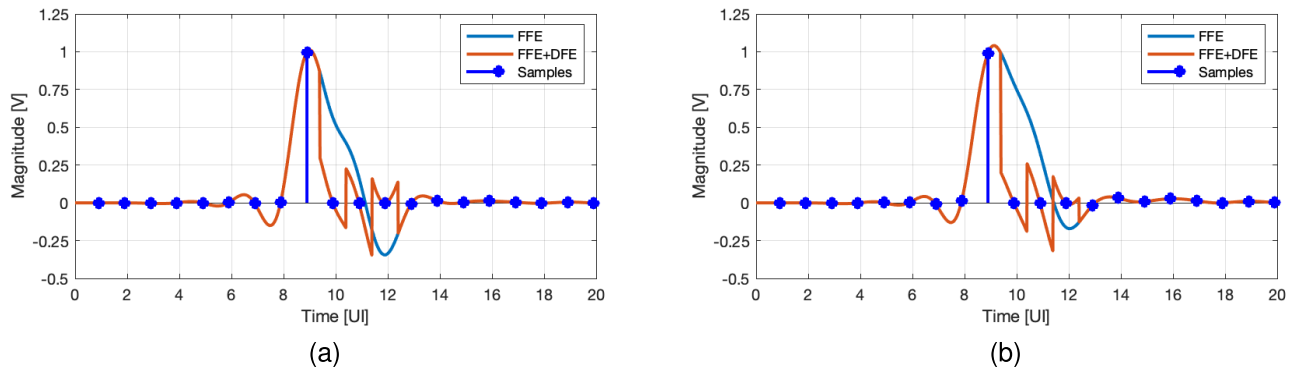 1.25
1
0.75
0.5
0.25
0
-0.25
-0.5
Magnitude [V]
0 2 4 6 8 10 12 14 16 18 20
Time [UI]
FFE
FFE+DFE
Samples
(a)
1.25
1
0.75
0.5
0.25
0
-0.25
-0.5
Magnitude [V]
0 2 4 6 8 10 12 14 16 18 20
Time [UI]
FFE
FFE+DFE
Samples
(b)